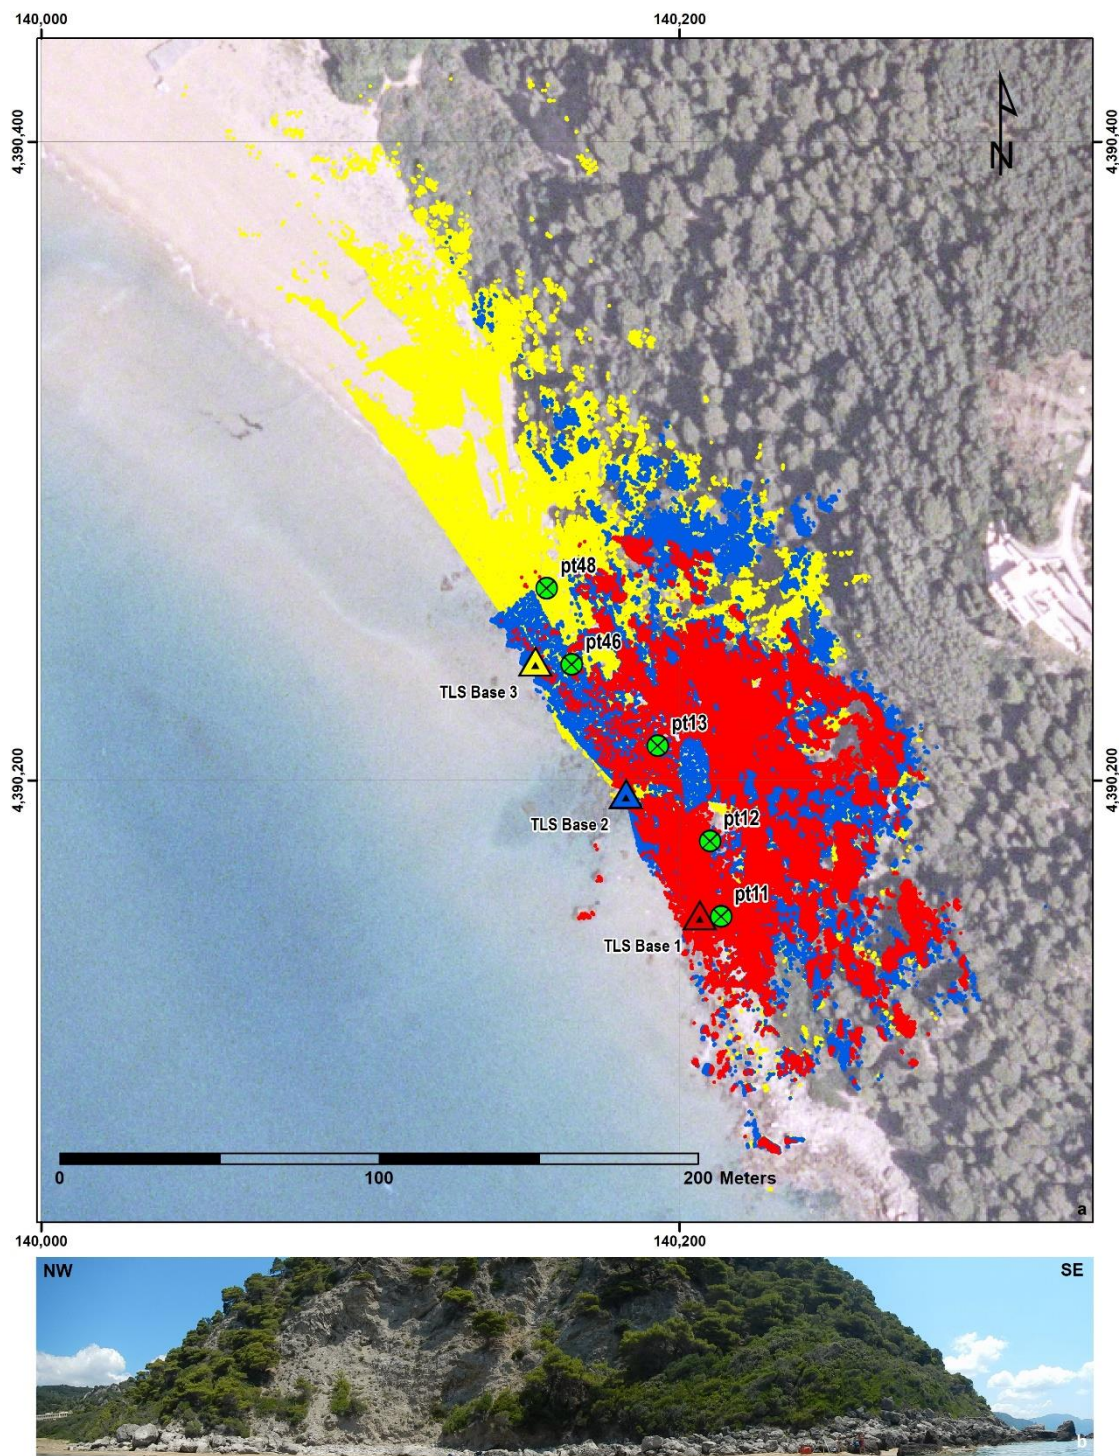 140,000
140,200
4,390,400
4,390,400
N
pt48
pt46
TLS Base 3
pt13
4,390,200
4,390,200
TLS Base 2
pt12
pt11
TLS Base 1
0
100
200 Meters
a
140,000
140,200
NW
SE
b